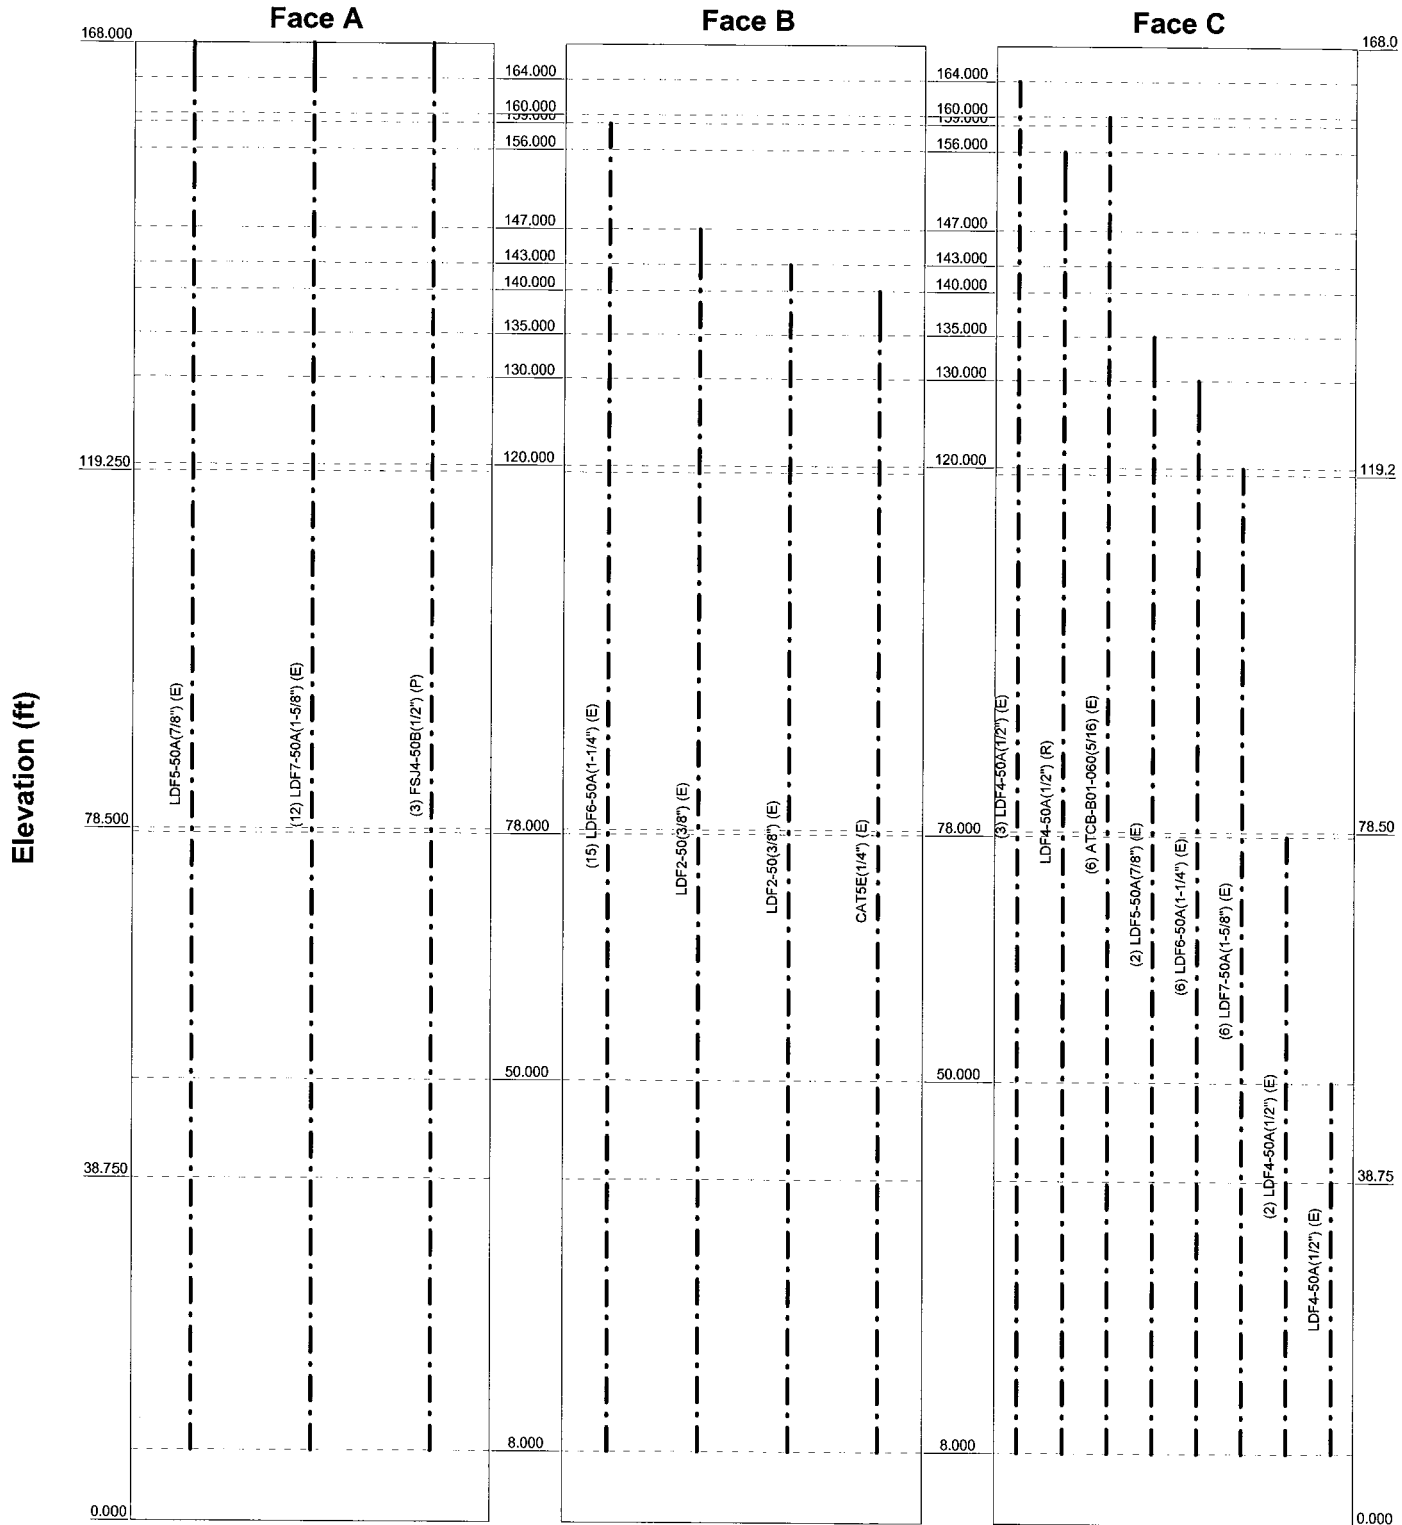 Face A
Face B
Face C
168.000
168.0
164.000
164.000
160.000
160.000
159.000
159.000
156.000
156.000
147.000
147.000
143.000
143.000
140.000
140.000
135.000
135.000
130.000
130.000
119.250
120.000
120.000
119.2
Elevation (ft)
LDF5-50A(7/8") (E)
(12) LDF7-50A(1-5/8") (E)
(3) FSJ4-50B(1/2") (P)
(15) LDF6-50A(1-1/4") (E)
LDF2-50(3/8") (E)
LDF2-50(3/8") (E)
CAT5E(1/4") (E)
(3) LDF4-50A(1/2") (E)
LDF4-50A(1/2") (R)
(6) ATCB-B01-060(5/16) (E)
(2) LDF5-50A(7/8") (E)
(6) LDF6-50A(1-1/4") (E)
(6) LDF7-50A(1-5/8") (E)
(2) LDF4-50A(1/2") (E)
LDF4-50A(1/2") (E)
78.500
78.000
78.000
78.50
50.000
50.000
38.750
38.75
8.000
8.000
0.000
0.000